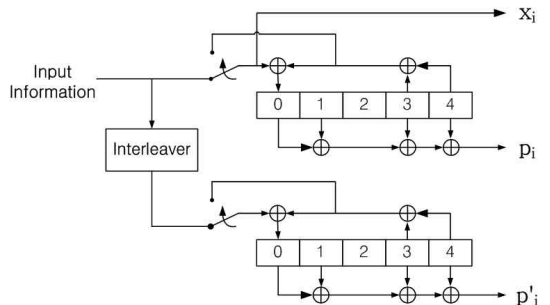 xi
Input
Information
0 1 2 3 4
pi
Interleaver
0 1 2 3 4
p'i